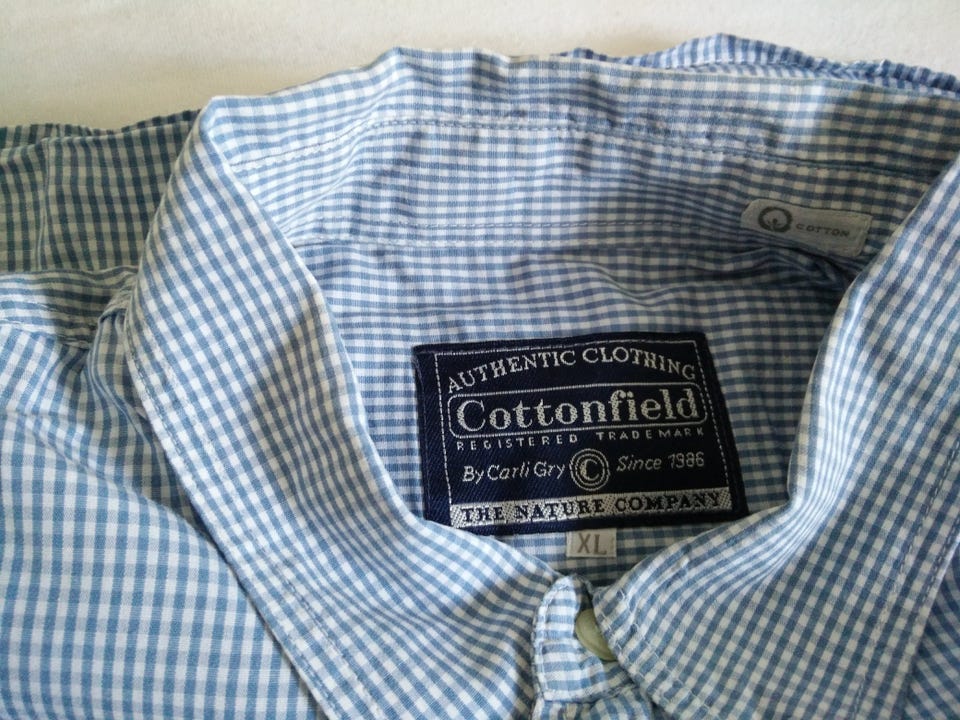 COTTON
AUTHENTIC CLOTHING
Cottonfield
REGISTERED TRADEMARK
By Carli Gry © Since 1986
THE NATURE COMPANY
XL